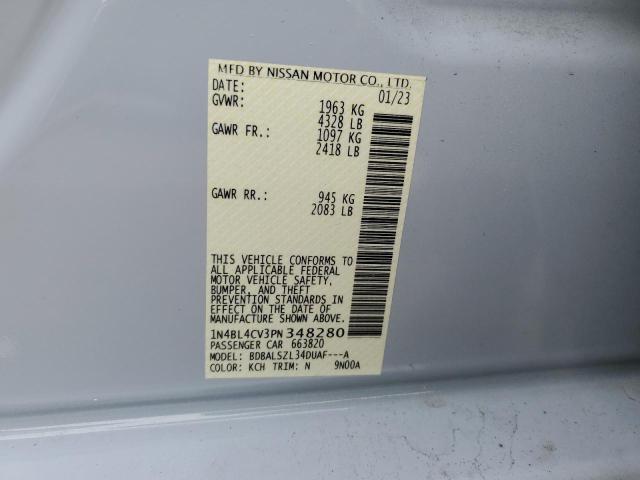 MFD BY NISSAN MOTOR CO., LTD.
DATE: 01/23
GVWR: 1963 KG
4328 LB
GAWR FR.: 1097 KG
2418 LB
GAWR RR.: 945 KG
2083 LB
THIS VEHICLE CONFORMS TO
ALL APPLICABLE FEDERAL
MOTOR VEHICLE SAFETY,
BUMPER, AND THEFT
PREVENTION STANDARDS IN
EFFECT ON THE DATE OF
MANUFACTURE SHOWN ABOVE.
1N4BL4CV3PN348280
PASSENGER CAR 663820
MODEL: BDBALSZL34DUAF---A
COLOR: KCH TRIM: N 9N00A